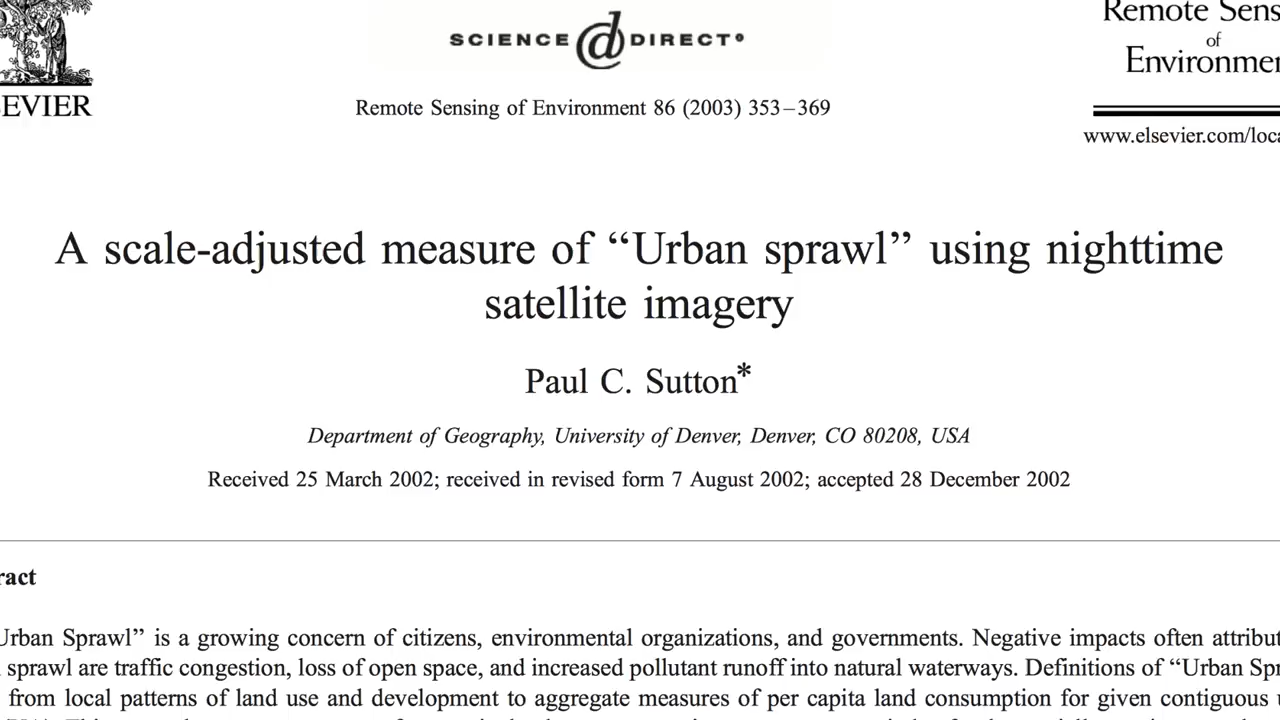 SCIENCE @ DIRECT®
Remote Sens
of
Environmen
EVIER
Remote Sensing of Environment 86 (2003) 353–369
www.elsevier.com/loca
A scale-adjusted measure of “Urban sprawl” using nighttime
satellite imagery
Paul C. Sutton*
Department of Geography, University of Denver, Denver, CO 80208, USA
Received 25 March 2002; received in revised form 7 August 2002; accepted 28 December 2002
ract
Urban Sprawl” is a growing concern of citizens, environmental organizations, and governments. Negative impacts often attribut
sprawl are traffic congestion, loss of open space, and increased pollutant runoff into natural waterways. Definitions of “Urban Spr
from local patterns of land use and development to aggregate measures of per capita land consumption for given contiguous